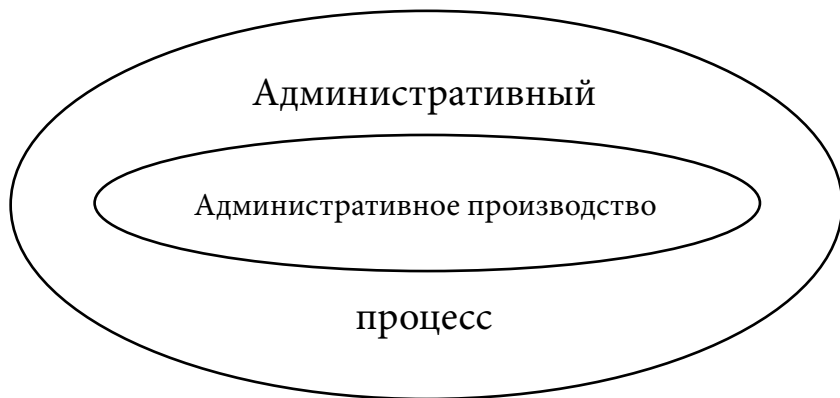 Административный
Административное производство
процесс